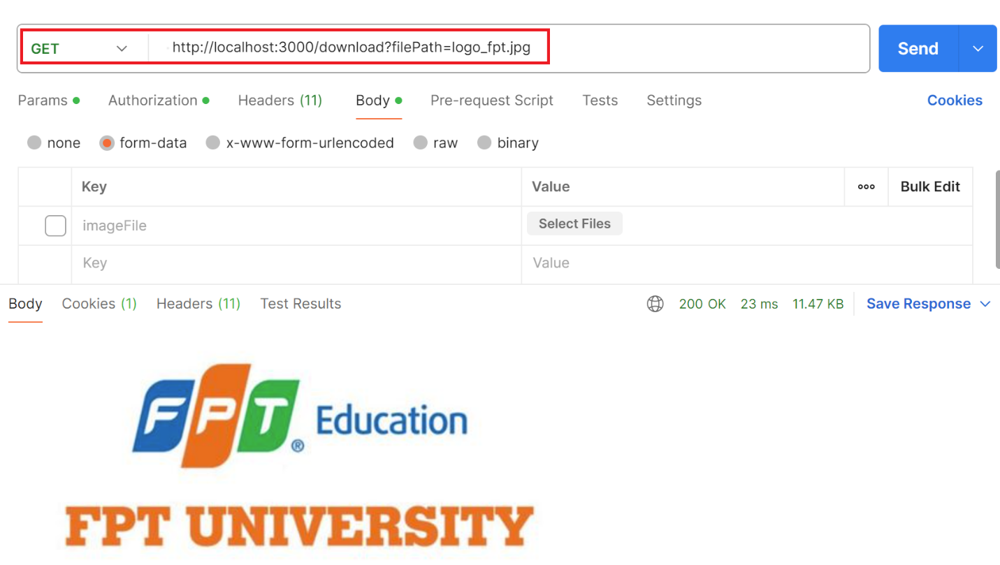 GET http://localhost:3000/download?filePath=logo_fpt.jpg Send
Params Authorization Headers (11) Body Pre-request Script Tests Settings Cookies
none form-data x-www-form-urlencoded raw binary
Key Value ooo Bulk Edit
imageFile Select Files
Key Value
Body Cookies (1) Headers (11) Test Results 200 OK 23 ms 11.47 KB Save Response
FPT® Education
FPT UNIVERSITY